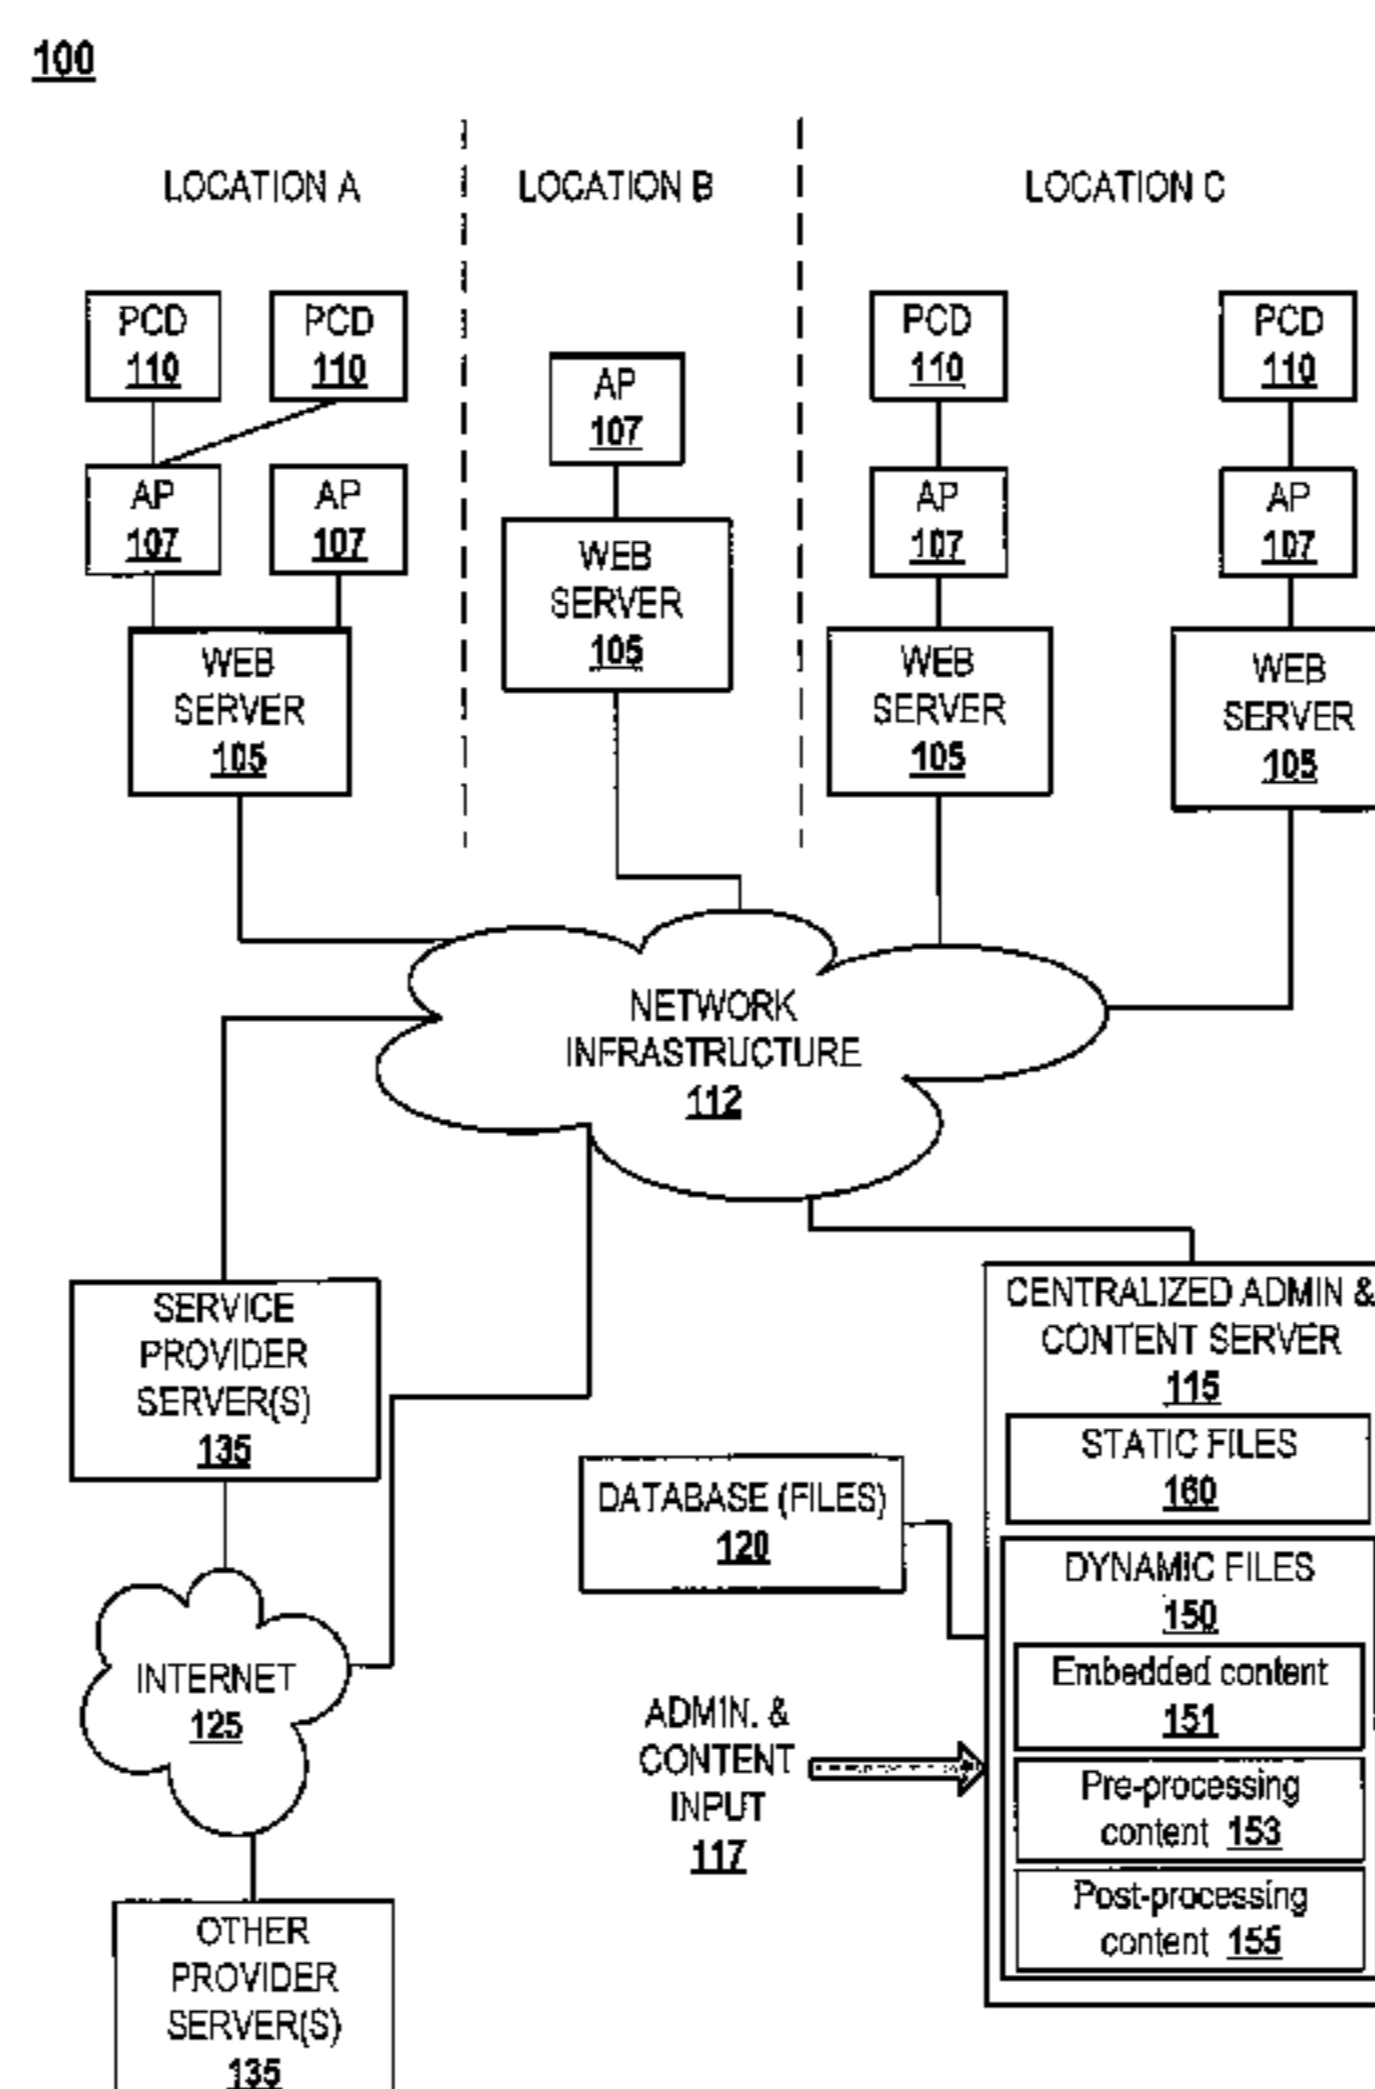 100
LOCATION A
LOCATION B
LOCATION C
PCD
110
PCD
110
AP
107
PCD
110
PCD
110
AP
107
AP
107
AP
107
AP
107
WEB
SERVER
105
WEB
SERVER
105
WEB
SERVER
105
WEB
SERVER
105
NETWORK
INFRASTRUCTURE
112
SERVICE
PROVIDER
SERVER(S)
135
CENTRALIZED ADMIN &
CONTENT SERVER
115
STATIC FILES
160
DATABASE (FILES)
120
DYNAMIC FILES
150
Embedded content
151
Pre-processing
content 153
Post-processing
content 155
INTERNET
125
ADMIN. &
CONTENT
INPUT
117
OTHER
PROVIDER
SERVER(S)
135